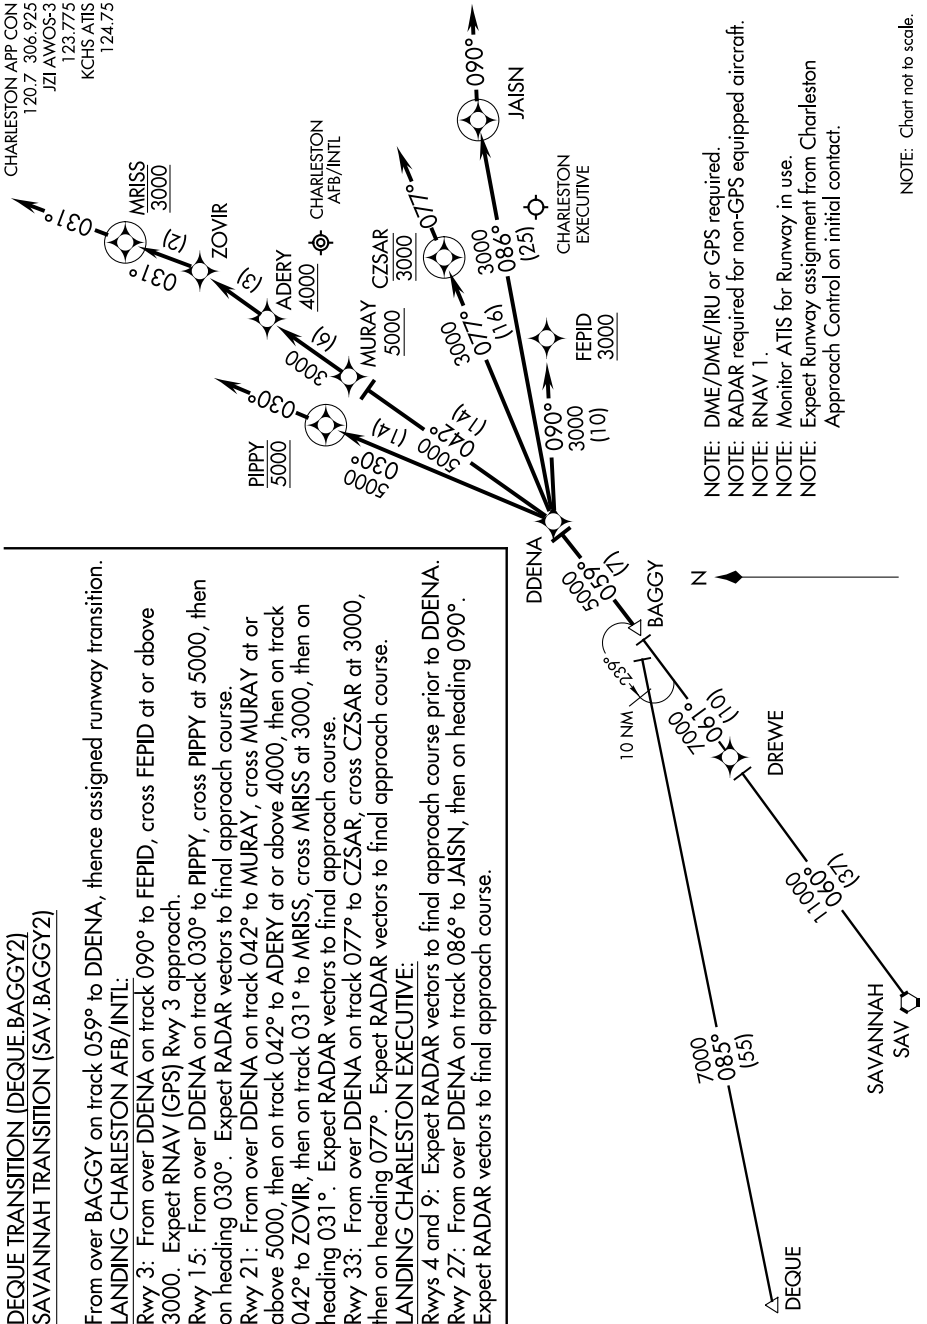 DEQUE TRANSITION (DEQUE.BAGGY2)
SAVANNAH TRANSITION (SAV.BAGGY2)
From over BAGGY on track 059° to DDENA, thence assigned runway transition.
LANDING CHARLESTON AFB/INTL:
Rwy 3: From over DDENA on track 090° to FEPID, cross FEPID at or above
3000. Expect RNAV (GPS) Rwy 3 approach.
Rwy 15: From over DDENA on track 030° to PIPPY, cross PIPPY at 5000, then
on heading 030°. Expect RADAR vectors to final approach course.
Rwy 21: From over DDENA on track 042° to MURAY, cross MURAY at or
above 5000, then on track 042° to ADERY at or above 4000, then on track
042° to ZOVIR, then on track 031° to MRISS, cross MRISS at 3000, then on
heading 031°. Expect RADAR vectors to final approach course.
Rwy 33: From over DDENA on track 077° to CZSAR, cross CZSAR at 3000,
then on heading 077°. Expect RADAR vectors to final approach course.
LANDING CHARLESTON EXECUTIVE:
Rwys 4 and 9: Expect RADAR vectors to final approach course prior to DDENA.
Rwy 27: From over DDENA on track 086° to JAISN, then on heading 090°.
Expect RADAR vectors to final approach course.
CHARLESTON APP CON
120.7 306.925
JZI AWOS-3
123.775
KCHS ATIS
124.75
031°
MRISS
3000
(2)
031°
ZOVIR
(3)
ADERY
4000
CHARLESTON
AFB/INTL
(6)
3000
MURAY
5000
030°
PIPPY
5000
(14)
030°
5000
(14)
042°
5000
077°
CZSAR
3000
3000
077°
(16)
090°
JAISN
3000
086°
(25)
CHARLESTON
EXECUTIVE
FEPID
3000
090°
3000
(10)
DDENA
5000
059°
(7)
BAGGY
239°
10 NM
7000
061°
(10)
DREWE
11000
060°
(37)
SAVANNAH
SAV
7000
085°
(55)
DEQUE
N
NOTE: DME/DME/IRU or GPS required.
NOTE: RADAR required for non-GPS equipped aircraft.
NOTE: RNAV 1.
NOTE: Monitor ATIS for Runway in use.
NOTE: Expect Runway assignment from Charleston
Approach Control on initial contact.
NOTE: Chart not to scale.